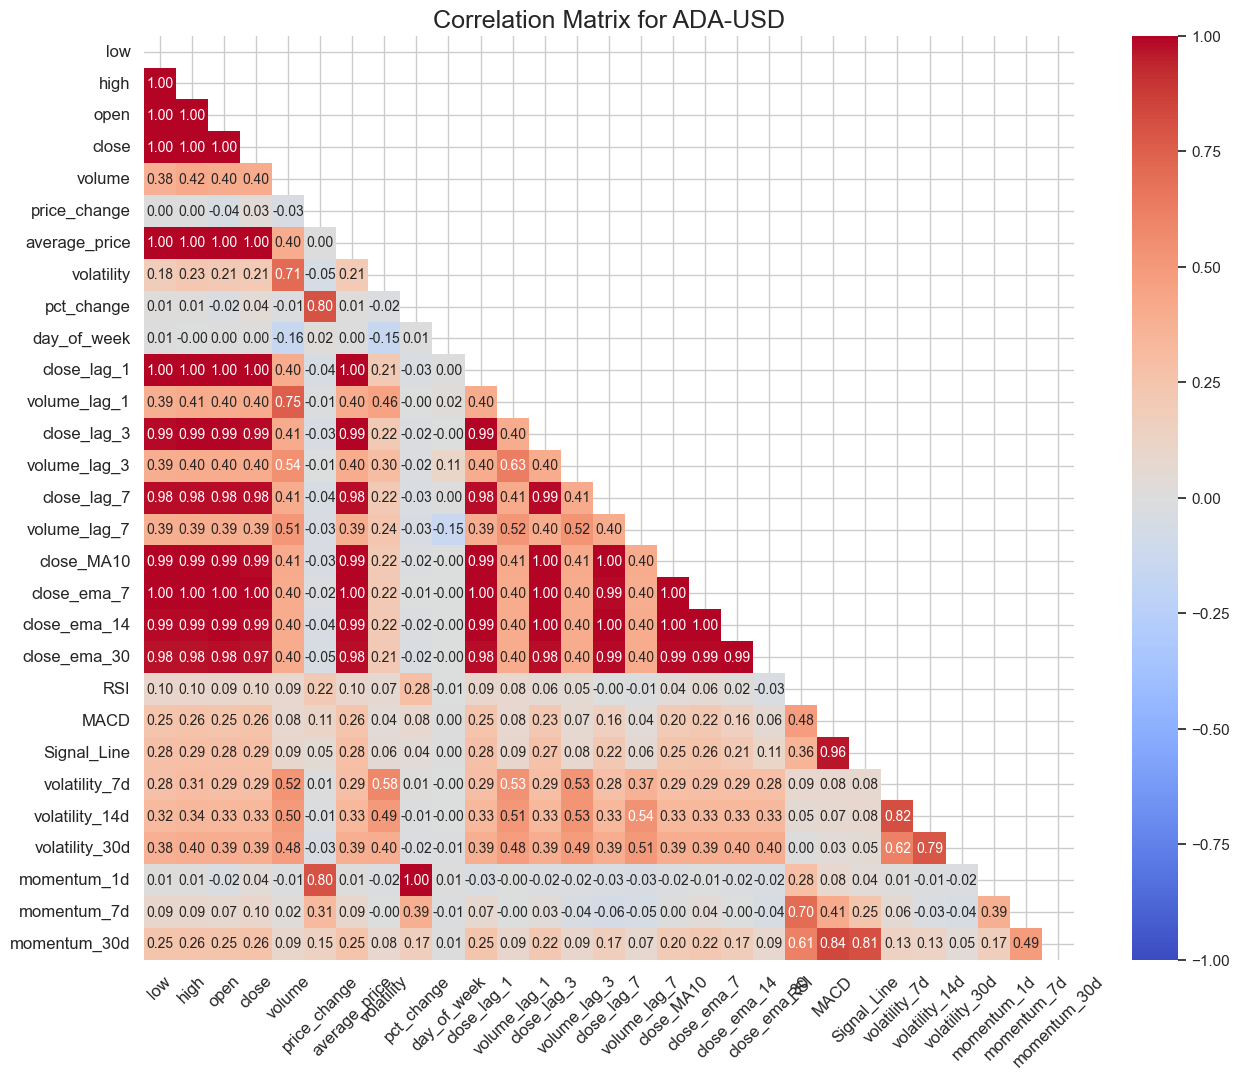 Correlation Matrix for ADA-USD
low
high 1.00
open 1.00 1.00
close 1.00 1.00 1.00
volume 0.38 0.42 0.40 0.40
price_change 0.00 0.00 -0.04 0.03 -0.03
average_price 1.00 1.00 1.00 1.00 0.40 0.00
volatility 0.18 0.23 0.21 0.21 0.71 -0.05 0.21
pct_change 0.01 0.01 -0.02 0.04 -0.01 0.80 0.01 -0.02
day_of_week 0.01 -0.00 0.00 0.00 -0.16 0.02 0.00 -0.15 0.01
close_lag_1 1.00 1.00 1.00 1.00 0.40 -0.04 1.00 0.21 -0.03 0.00
volume_lag_1 0.39 0.41 0.40 0.40 0.75 -0.01 0.40 0.46 -0.00 0.02 0.40
close_lag_3 0.99 0.99 0.99 0.99 0.41 -0.03 0.99 0.22 -0.02 -0.00 0.99 0.40
volume_lag_3 0.39 0.40 0.40 0.40 0.54 -0.01 0.40 0.30 -0.02 0.11 0.40 0.63 0.40
close_lag_7 0.98 0.98 0.98 0.98 0.41 -0.04 0.98 0.22 -0.03 0.00 0.98 0.41 0.99 0.41
volume_lag_7 0.39 0.39 0.39 0.39 0.51 -0.03 0.39 0.24 -0.03 -0.15 0.39 0.52 0.40 0.52 0.40
close_MA10 0.99 0.99 0.99 0.99 0.41 -0.03 0.99 0.22 -0.02 -0.00 0.99 0.41 1.00 0.41 1.00 0.40
close_ema_7 1.00 1.00 1.00 1.00 0.40 -0.02 1.00 0.22 -0.01 -0.00 1.00 0.40 1.00 0.40 0.99 0.40 1.00
close_ema_14 0.99 0.99 0.99 0.99 0.40 -0.04 0.99 0.22 -0.02 -0.00 0.99 0.40 1.00 0.40 1.00 0.40 1.00 1.00
close_ema_30 0.98 0.98 0.98 0.97 0.40 -0.05 0.98 0.21 -0.02 -0.00 0.98 0.40 0.98 0.40 0.99 0.40 0.99 0.99 0.99
RSI 0.10 0.10 0.09 0.10 0.09 0.22 0.10 0.07 0.28 -0.01 0.09 0.08 0.06 0.05 -0.00 -0.01 0.04 0.06 0.02 -0.03
MACD 0.25 0.26 0.25 0.26 0.08 0.11 0.26 0.04 0.08 0.00 0.25 0.08 0.23 0.07 0.16 0.04 0.20 0.22 0.16 0.06 0.48
Signal_Line 0.28 0.29 0.28 0.29 0.09 0.05 0.28 0.06 0.04 0.00 0.28 0.09 0.27 0.08 0.22 0.06 0.25 0.26 0.21 0.11 0.36 0.96
volatility_7d 0.28 0.31 0.29 0.29 0.52 0.01 0.29 0.58 0.01 -0.00 0.29 0.53 0.29 0.53 0.28 0.37 0.29 0.29 0.29 0.28 0.09 0.08 0.08
volatility_14d 0.32 0.34 0.33 0.33 0.50 -0.01 0.33 0.49 -0.01 -0.00 0.33 0.51 0.33 0.53 0.33 0.54 0.33 0.33 0.33 0.33 0.05 0.07 0.08 0.82
volatility_30d 0.38 0.40 0.39 0.39 0.48 -0.03 0.39 0.40 -0.02 -0.01 0.39 0.48 0.39 0.49 0.39 0.51 0.39 0.39 0.40 0.40 0.00 0.03 0.05 0.62 0.79
momentum_1d 0.01 0.01 -0.02 0.04 -0.01 0.80 0.01 -0.02 1.00 0.01 -0.03 -0.00 -0.02 -0.02 -0.03 -0.03 -0.02 -0.01 -0.02 -0.02 0.28 0.08 0.04 0.01 -0.01 -0.02
momentum_7d 0.09 0.09 0.07 0.10 0.02 0.31 0.09 -0.00 0.39 -0.01 0.07 -0.00 0.03 -0.04 -0.06 -0.05 0.00 0.04 -0.00 -0.04 0.70 0.41 0.25 0.06 -0.03 -0.04 0.39
momentum_30d 0.25 0.26 0.25 0.26 0.09 0.15 0.25 0.08 0.17 0.01 0.25 0.09 0.22 0.09 0.17 0.07 0.20 0.22 0.17 0.09 0.61 0.84 0.81 0.13 0.13 0.05 0.17 0.49
low high open close volume price_change average_price volatility pct_change day_of_week close_lag_1 volume_lag_1 close_lag_3 volume_lag_3 close_lag_7 volume_lag_7 close_MA10 close_ema_7 close_ema_14 close_ema_30 RSI MACD Signal_Line volatility_7d volatility_14d volatility_30d momentum_1d momentum_7d momentum_30d
1.00
0.75
0.50
0.25
0.00
−0.25
−0.50
−0.75
−1.00